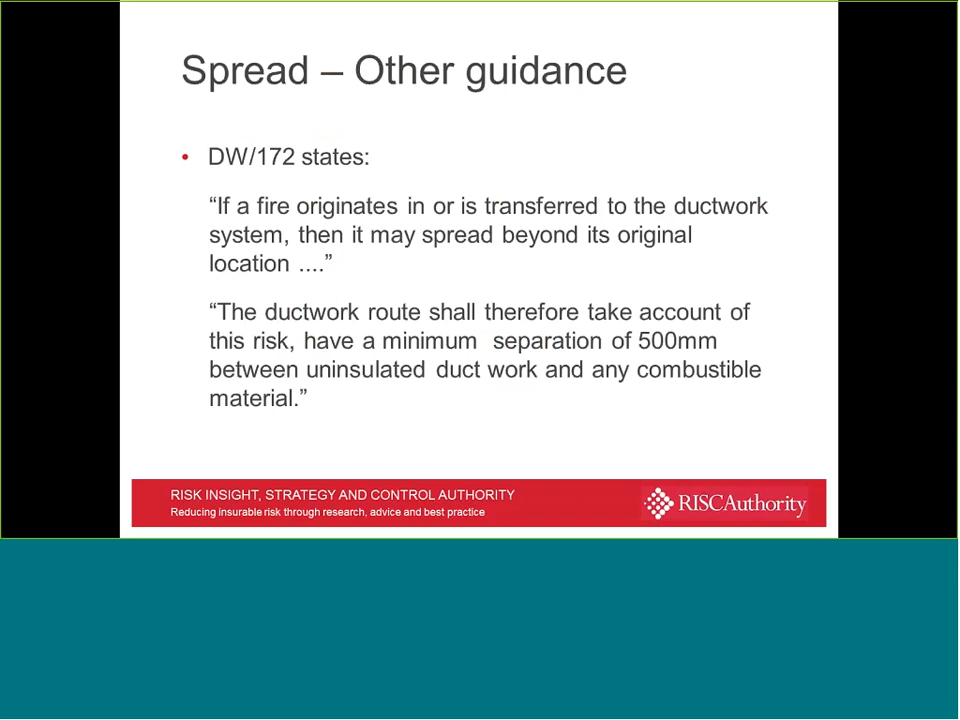 Spread – Other guidance
• DW/172 states:
“If a fire originates in or is transferred to the ductwork
system, then it may spread beyond its original
location ....”
“The ductwork route shall therefore take account of
this risk, have a minimum  separation of 500mm
between uninsulated duct work and any combustible
material.”
RISK INSIGHT, STRATEGY AND CONTROL AUTHORITY
Reducing insurable risk through research, advice and best practice
RISCAuthority